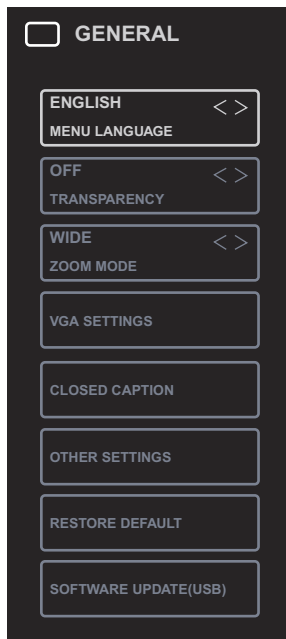 GENERAL
ENGLISH < >
MENU LANGUAGE
OFF < >
TRANSPARENCY
WIDE < >
ZOOM MODE
VGA SETTINGS
CLOSED CAPTION
OTHER SETTINGS
RESTORE DEFAULT
SOFTWARE UPDATE(USB)